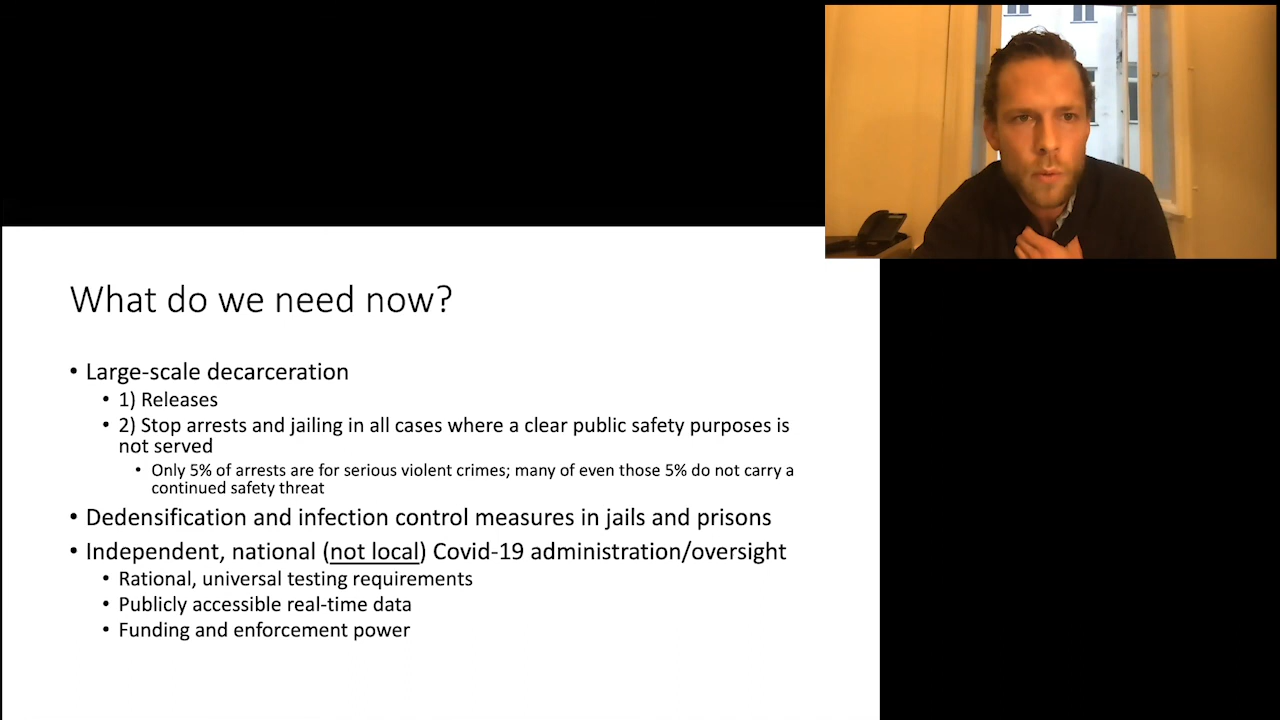 What do we need now?
• Large-scale decarceration
• 1) Releases
• 2) Stop arrests and jailing in all cases where a clear public safety purposes is
not served
• Only 5% of arrests are for serious violent crimes; many of even those 5% do not carry a
continued safety threat
• Dedensification and infection control measures in jails and prisons
• Independent, national (not local) Covid-19 administration/oversight
• Rational, universal testing requirements
• Publicly accessible real-time data
• Funding and enforcement power